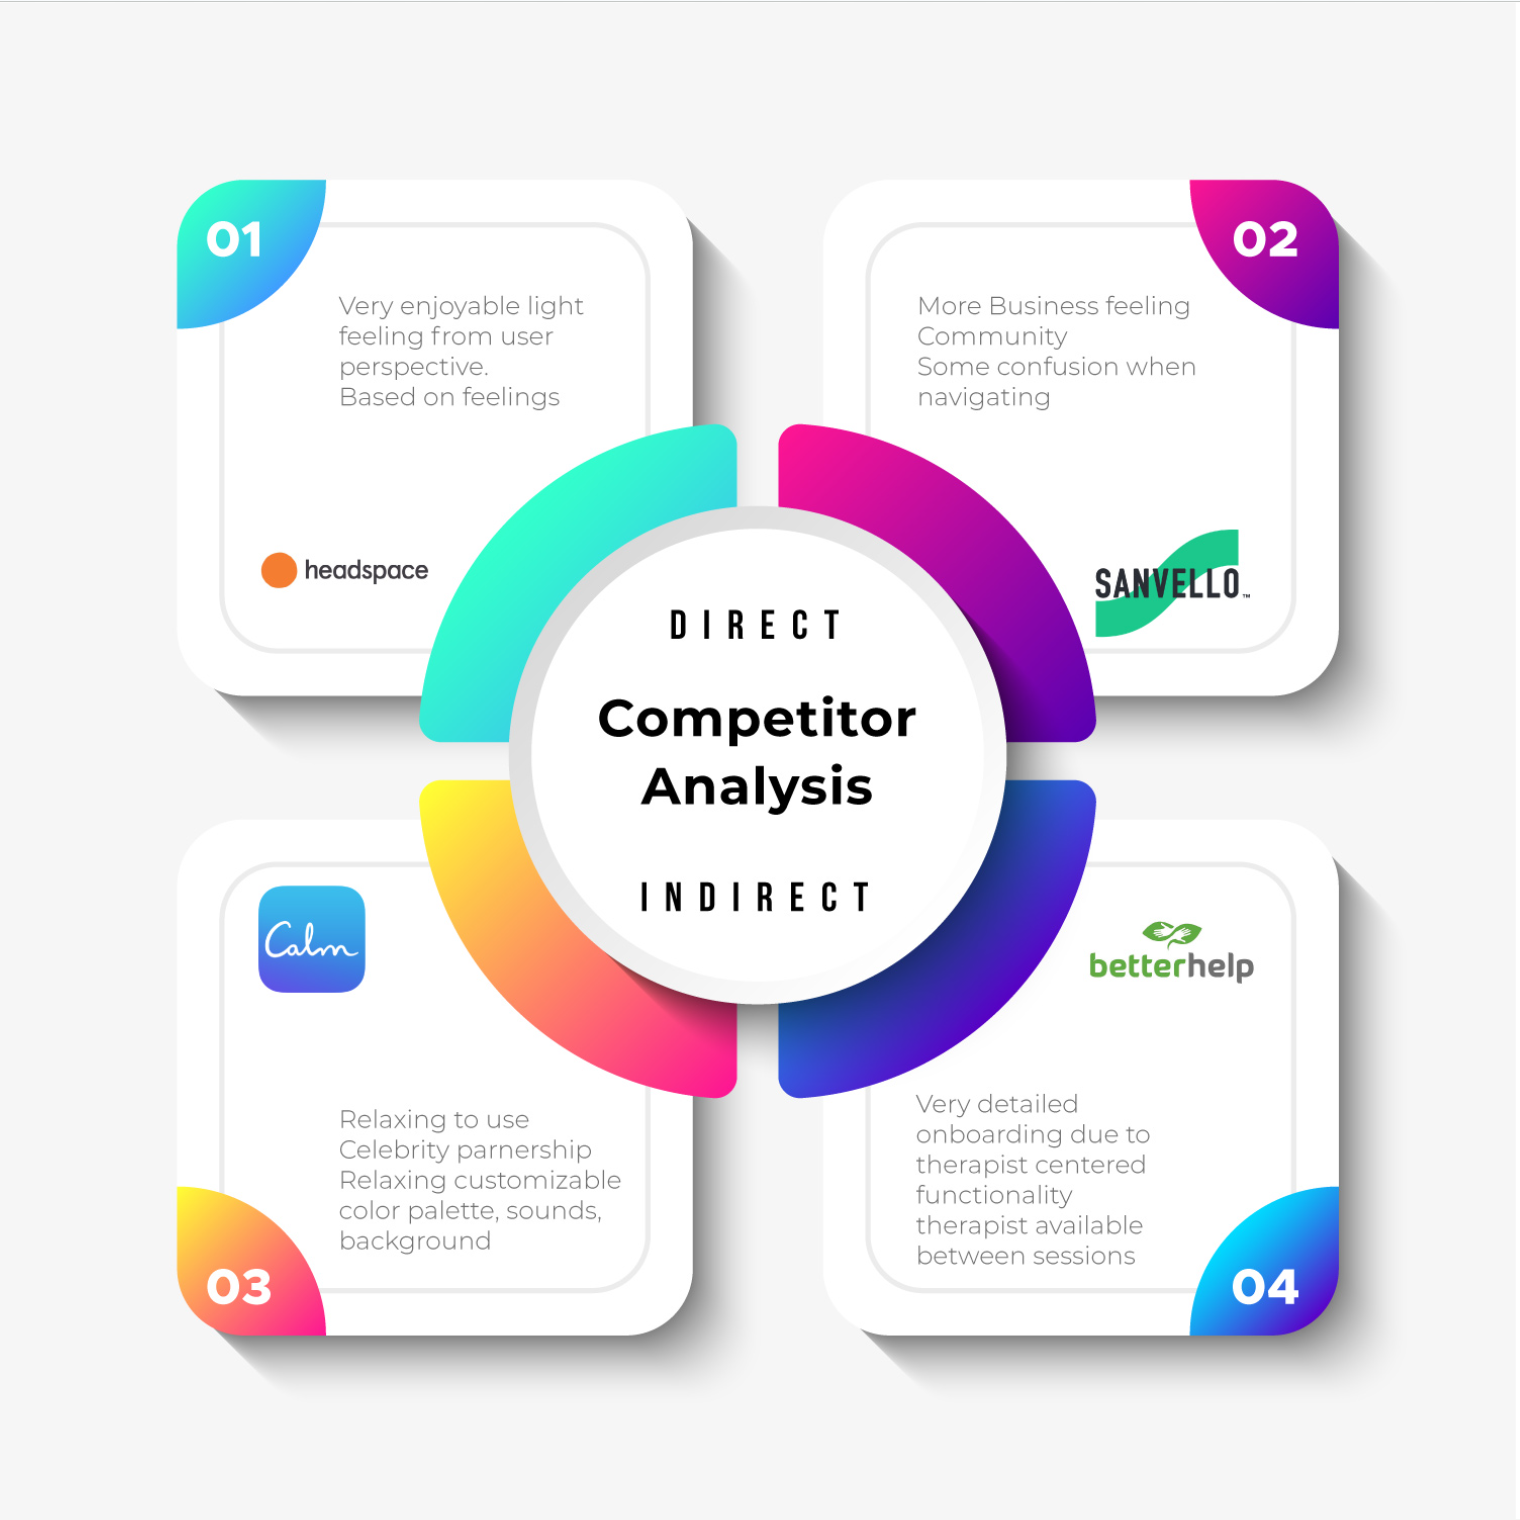 01
Very enjoyable light
feeling from user
perspective.
Based on feelings
headspace
02
More Business feeling
Community
Some confusion when
navigating
SANVELLO™
DIRECT
Competitor
Analysis
INDIRECT
Calm
Relaxing to use
Celebrity parnership
Relaxing customizable
color palette, sounds,
background
03
betterhelp
Very detailed
onboarding due to
therapist centered
functionality
therapist available
between sessions
04